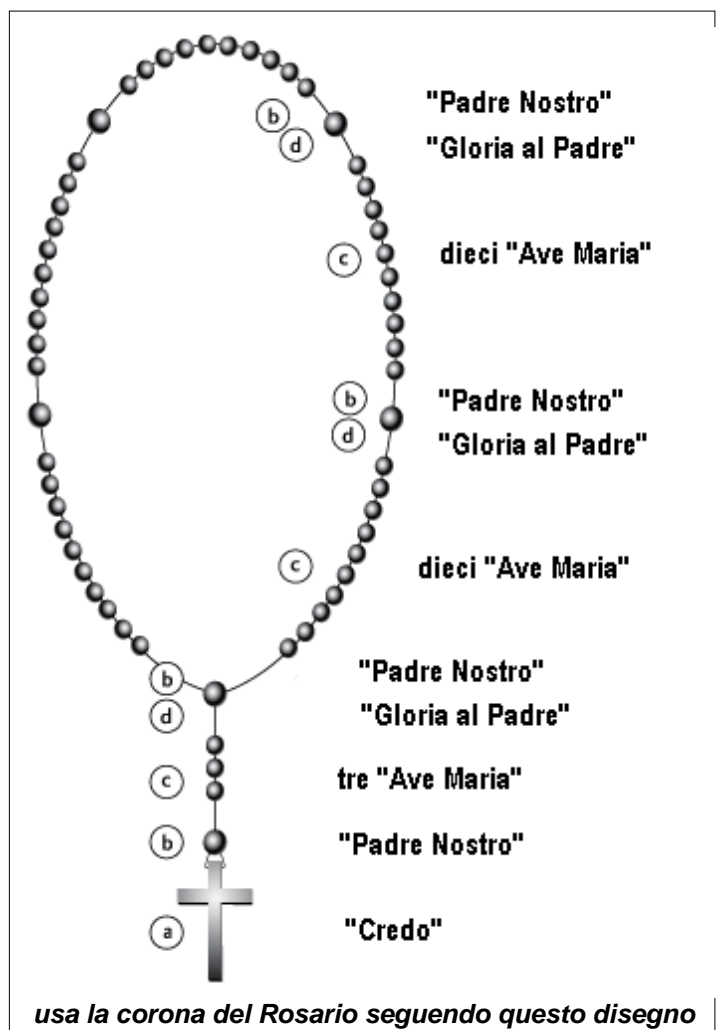 "Padre Nostro"
b
d
"Gloria al Padre"
c
dieci "Ave Maria"
b
"Padre Nostro"
d
"Gloria al Padre"
c
dieci "Ave Maria"
b
"Padre Nostro"
d
"Gloria al Padre"
c
tre "Ave Maria"
b
"Padre Nostro"
a
"Credo"
usa la corona del Rosario seguendo questo disegno